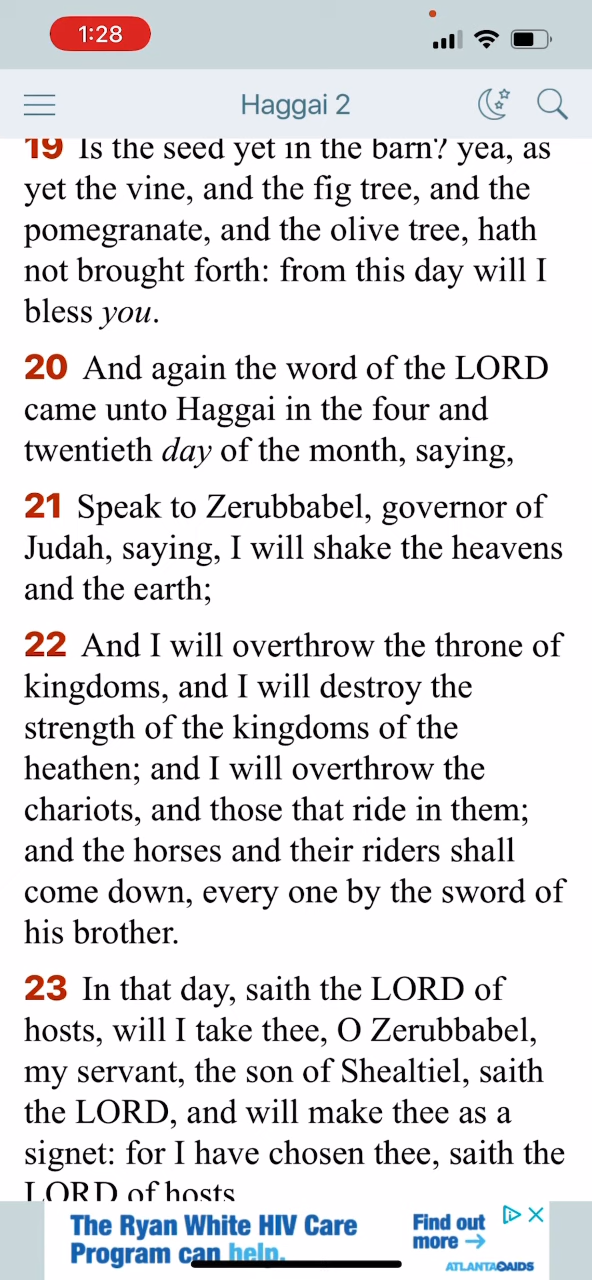 1:28
Haggai 2
19 Is the seed yet in the barn? yea, as
yet the vine, and the fig tree, and the
pomegranate, and the olive tree, hath
not brought forth: from this day will I
bless you.
20 And again the word of the LORD
came unto Haggai in the four and
twentieth day of the month, saying,
21 Speak to Zerubbabel, governor of
Judah, saying, I will shake the heavens
and the earth;
22 And I will overthrow the throne of
kingdoms, and I will destroy the
strength of the kingdoms of the
heathen; and I will overthrow the
chariots, and those that ride in them;
and the horses and their riders shall
come down, every one by the sword of
his brother.
23 In that day, saith the LORD of
hosts, will I take thee, O Zerubbabel,
my servant, the son of Shealtiel, saith
the LORD, and will make thee as a
signet: for I have chosen thee, saith the
LORD of hosts
The Ryan White HIV Care
Program can help.
Find out
more →
ATLANTA AIDS